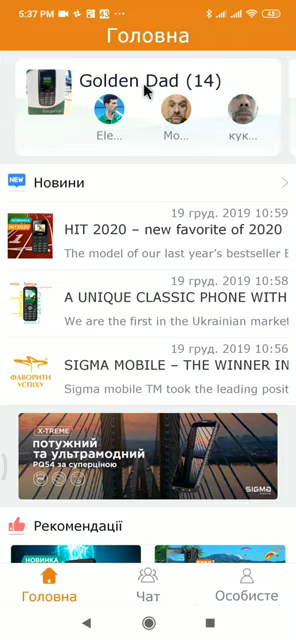 5:37 PM
43
43
Головна
Golden Dad (14)
Ele...
Mo...
кук...
NEW
Новини
19 груд. 2019 10:59
HIT 2020 – new favorite of 2020
The model of our last year's bestseller
19 груд. 2019 10:58
A UNIQUE CLASSIC PHONE WITH
We are the first in the Ukrainian market
19 груд. 2019 10:56
ФАВОРИТИ
УСПІХУ
SIGMA MOBILE – THE WINNER IN
Sigma mobile TM took the leading posit
X-TREME
потужний
та ультрамодний
PQ54 за суперціною
SIGMA
Рекомендації
НОВИНКА
Головна
Чат
Особисте